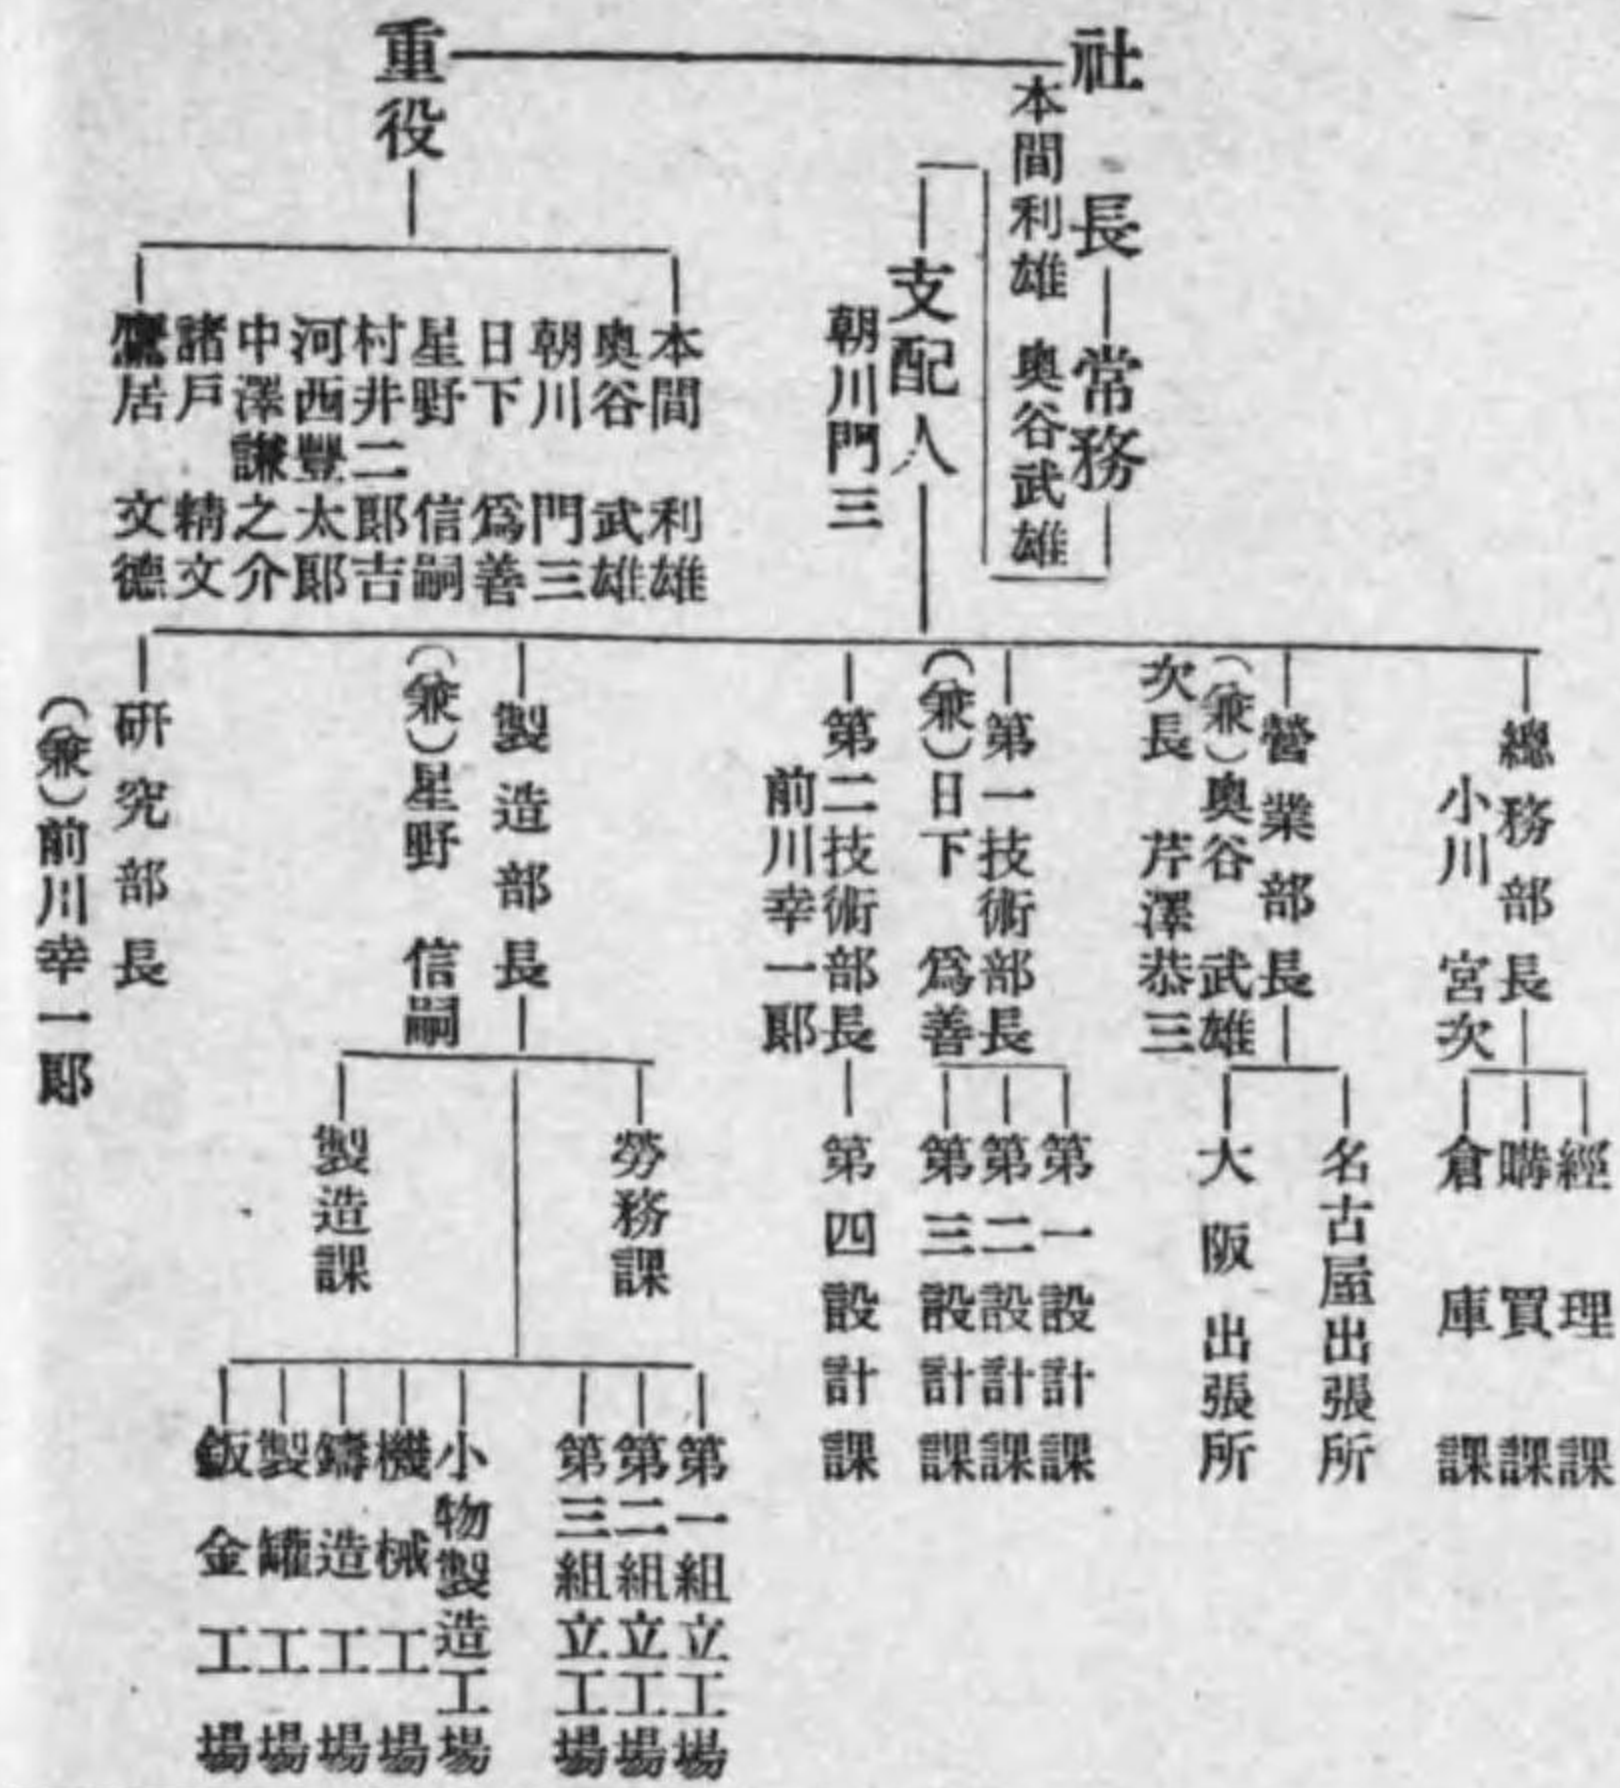 社長
本間利雄
常務
奥谷武雄
支配人
朝川門三
重役
本間利雄
奥谷武雄
朝川門三
日下爲善
星野信嗣
村井二郎吉
河西豐太郎
中澤謙之介
諸戸精文
鷹居文德
總務部長
小川宮次
經理課
購買課
倉庫課
營業部長
(兼)奥谷武雄
次長 芹澤恭三
名古屋出張所
大阪出張所
第一技術部長
(兼)日下爲善
第一設計課
第二設計課
第三設計課
第二技術部長
前川幸一郎
第四設計課
製造部長
(兼)星野信嗣
勞務課
製造課
第一組立工場
第二組立工場
第三組立工場
小物製造工場
機械工場
鑄造工場
製罐工場
鈑金工場
研究部長
(兼)前川幸一郎